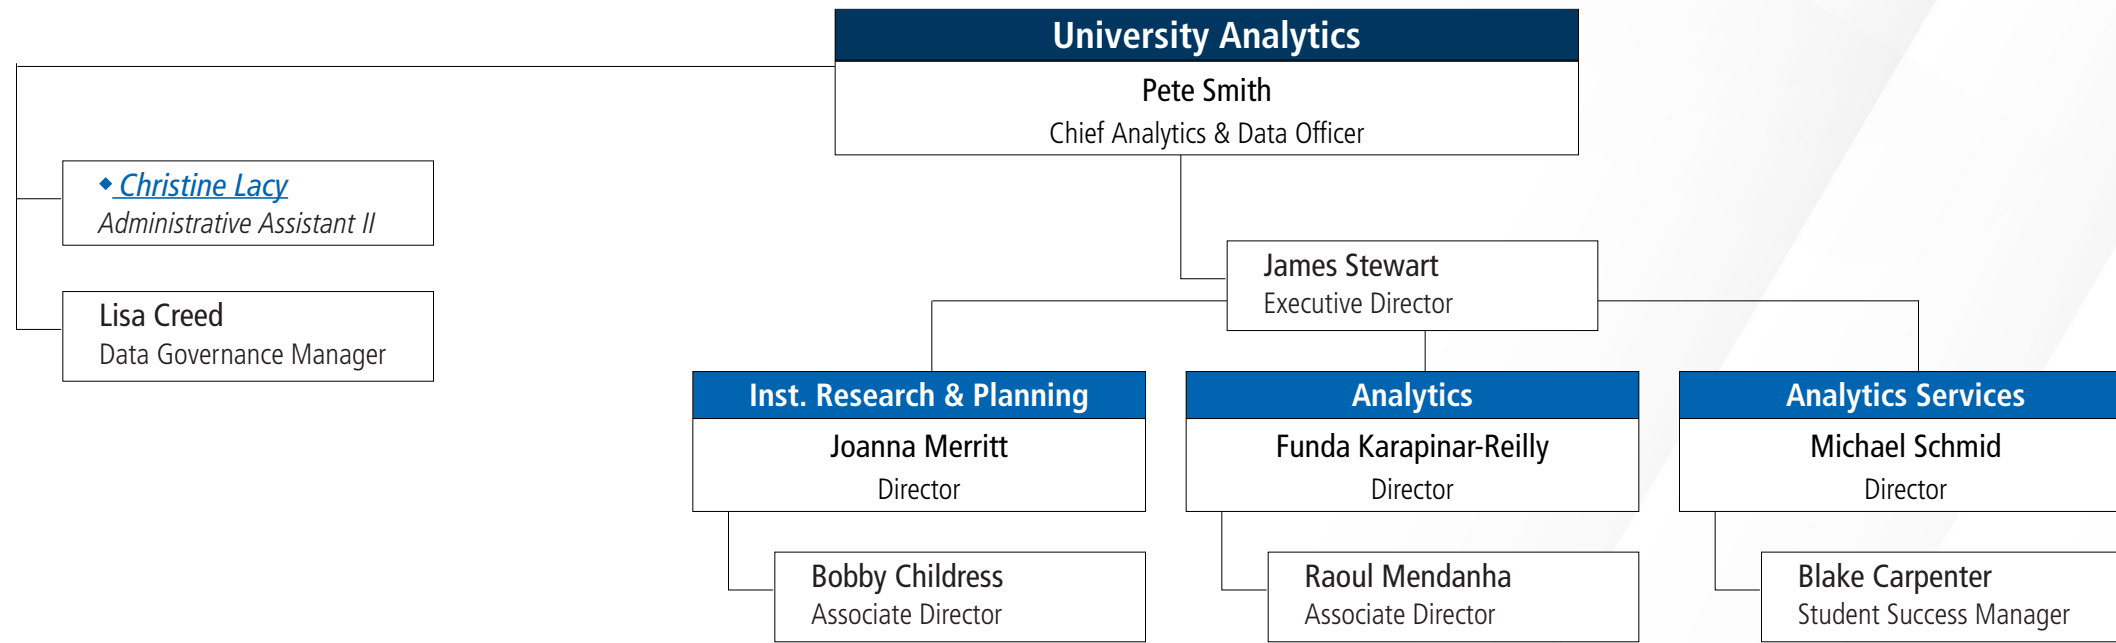 University Analytics
Pete Smith
Chief Analytics & Data Officer
◆ Christine Lacy
Administrative Assistant II
Lisa Creed
Data Governance Manager
James Stewart
Executive Director
Inst. Research & Planning
Joanna Merritt
Director
Bobby Childress
Associate Director
Analytics
Funda Karapinar-Reilly
Director
Raoul Mendanha
Associate Director
Analytics Services
Michael Schmid
Director
Blake Carpenter
Student Success Manager